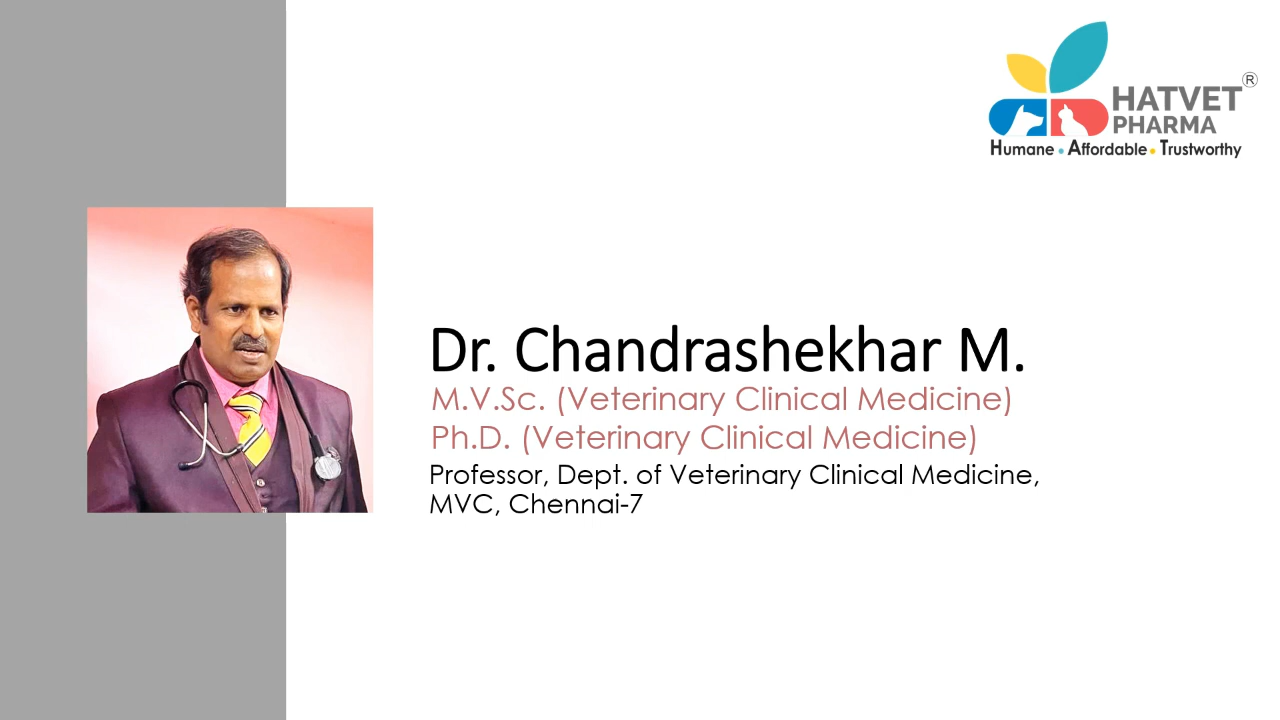 HATVET®
PHARMA
Humane • Affordable • Trustworthy
Dr. Chandrashekhar M.
M.V.Sc. (Veterinary Clinical Medicine)
Ph.D. (Veterinary Clinical Medicine)
Professor, Dept. of Veterinary Clinical Medicine,
MVC, Chennai-7